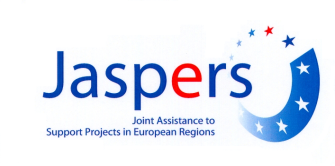 Jaspers
Joint Assistance to
Support Projects in European Regions